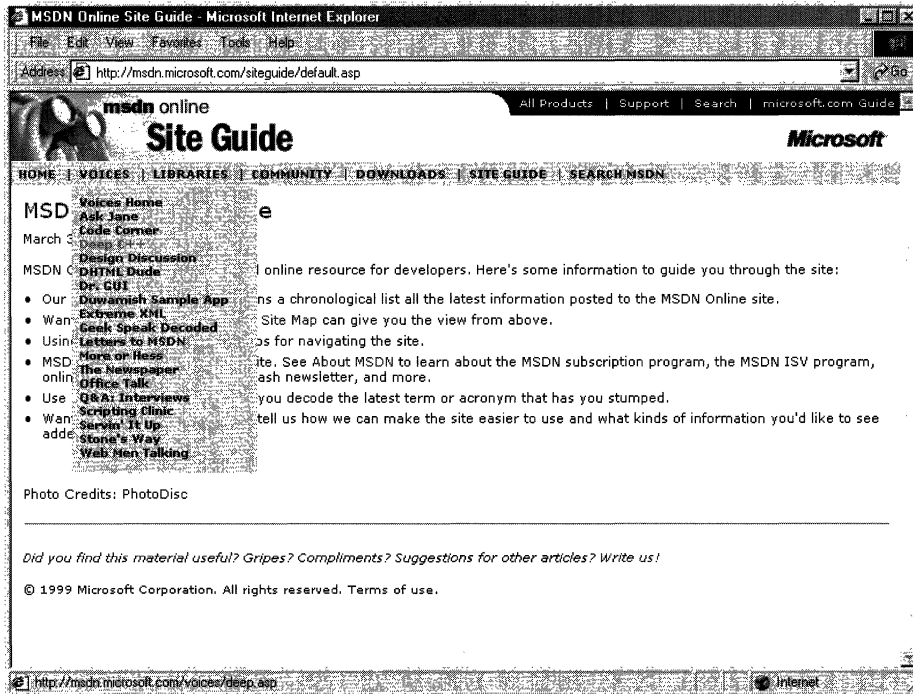 MSDN Online Site Guide - Microsoft Internet Explorer
File Edit View Favorites Tools Help
Address http://msdn.microsoft.com/siteguide/default.asp Go
All Products | Support | Search | microsoft.com Guide
msdn online
Site Guide
Microsoft
HOME | VOICES | LIBRARIES | COMMUNITY | DOWNLOADS | SITE GUIDE | SEARCH MSDN
Voices Home
Ask Jane
Code Corner
Deep C++
Design Discussion
DHTML Dude
Dr. GUI
Duwamish Sample App
Extreme XML
Geek Speak Decoded
Letters to MSDN
More or Hess
The Newspaper
Office Talk
Q&A: Interviews
Scripting Clinic
Servin' It Up
Stone's Way
Web Men Talking
MSD e
March 3
MSDN online resource for developers. Here's some information to guide you through the site:
• Our ns a chronological list all the latest information posted to the MSDN Online site.
• Wan Site Map can give you the view from above.
• Usin ps for navigating the site.
• MSD ite. See About MSDN to learn about the MSDN subscription program, the MSDN ISV program,
onlin ash newsletter, and more.
• Use you decode the latest term or acronym that has you stumped.
• Wan tell us how we can make the site easier to use and what kinds of information you'd like to see
adde
Photo Credits: PhotoDisc
Did you find this material useful? Gripes? Compliments? Suggestions for other articles? Write us!
© 1999 Microsoft Corporation. All rights reserved. Terms of use.
http://msdn.microsoft.com/voices/deep.asp Internet